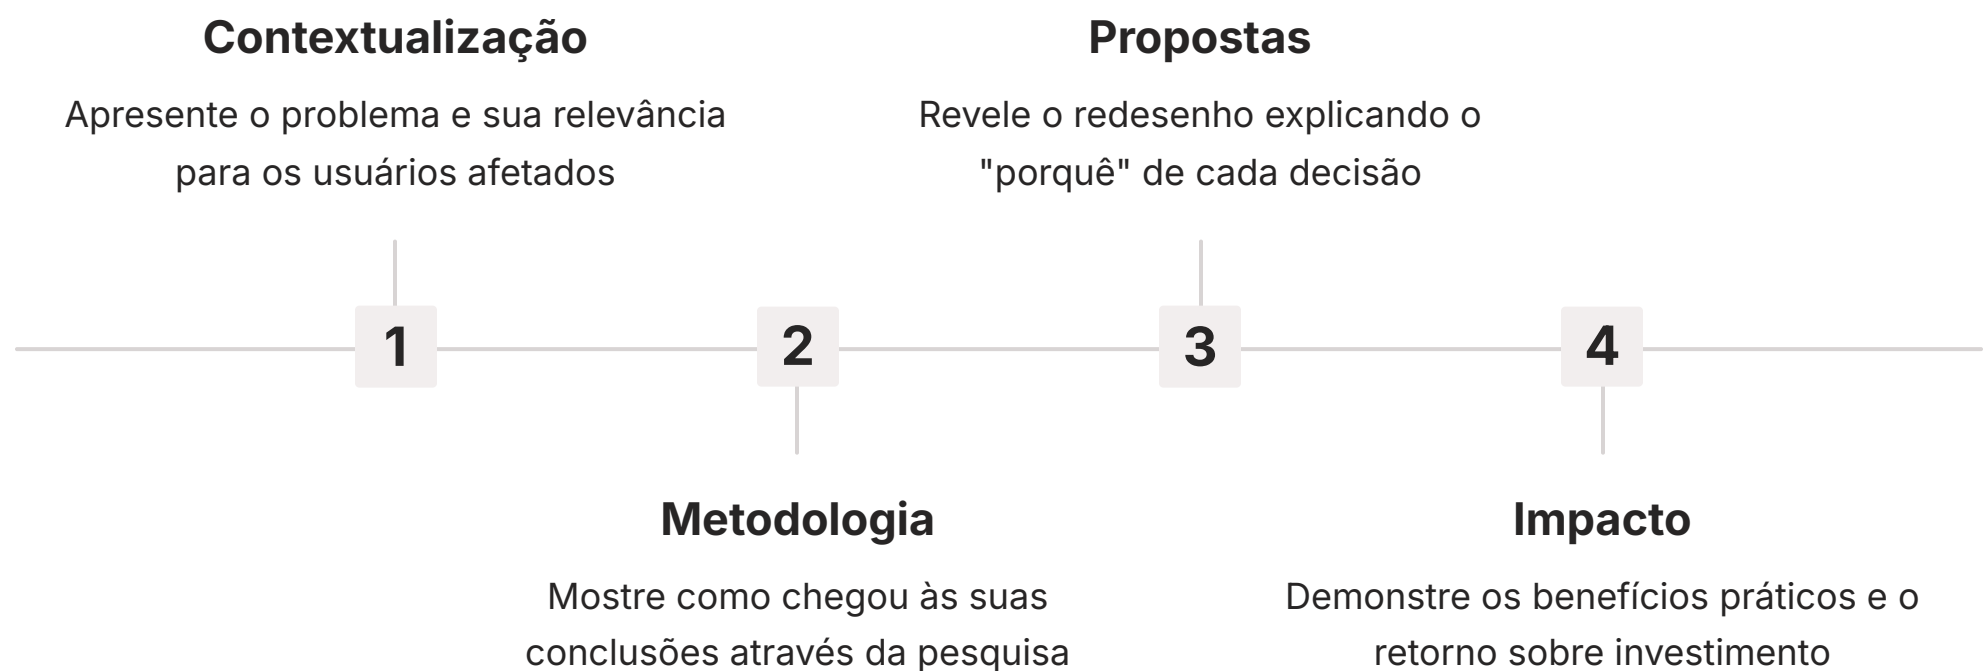 Contextualização
Apresente o problema e sua relevância
para os usuários afetados
1
2
Metodologia
Mostre como chegou às suas
conclusões através da pesquisa
Propostas
Revele o redesenho explicando o
"porquê" de cada decisão
3
4
Impacto
Demonstre os benefícios práticos e o
retorno sobre investimento